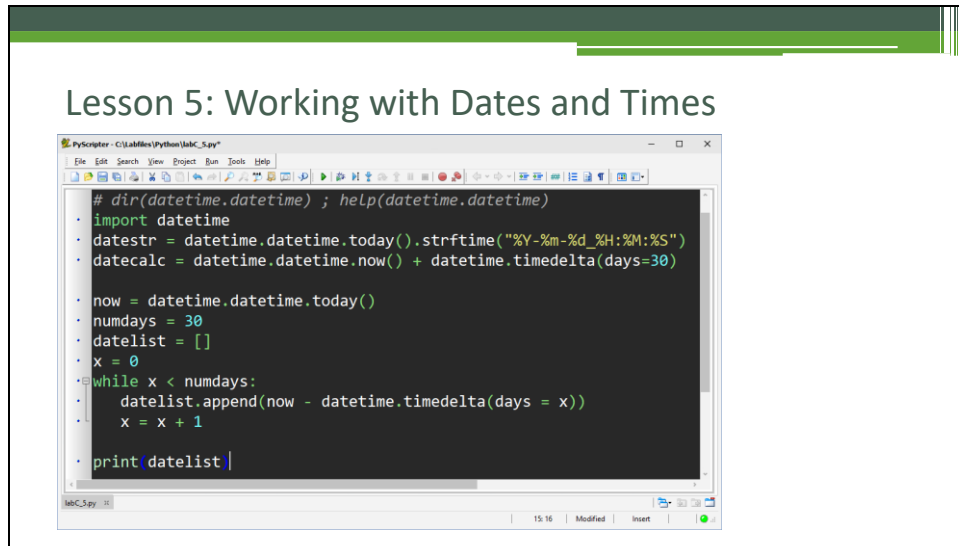 Lesson 5: Working with Dates and Times
PyScripter - C:\Labfiles\Python\labC_5.py*
File Edit Search View Project Run Tools Help
# dir(datetime.datetime) ; help(datetime.datetime)
import datetime
datestr = datetime.datetime.today().strftime("%Y-%m-%d_%H:%M:%S")
datecalc = datetime.datetime.now() + datetime.timedelta(days=30)
now = datetime.datetime.today()
numdays = 30
datelist = []
x = 0
while x < numdays:
datelist.append(now - datetime.timedelta(days = x))
x = x + 1
print(datelist)
labC_5.py
15: 16 Modified Insert